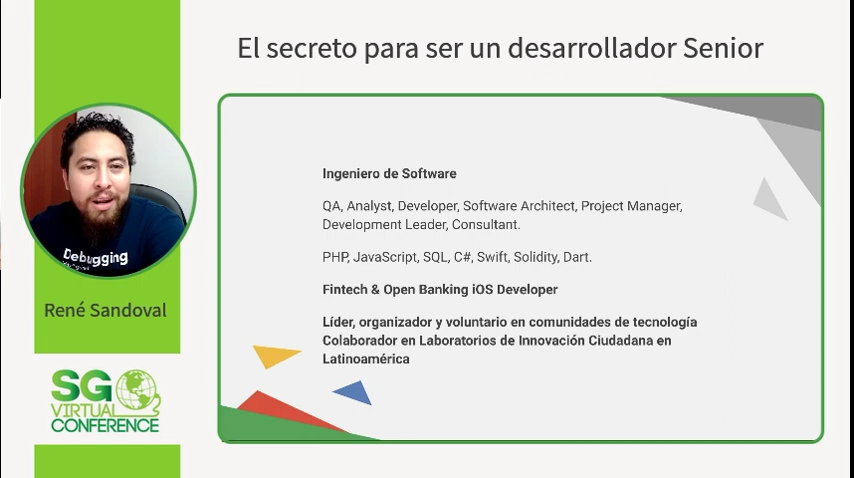 El secreto para ser un desarrollador Senior
Ingeniero de Software
QA, Analyst, Developer, Software Architect, Project Manager,
Development Leader, Consultant.
PHP, JavaScript, SQL, C#, Swift, Solidity, Dart.
Fintech & Open Banking iOS Developer
Líder, organizador y voluntario en comunidades de tecnología
Colaborador en Laboratorios de Innovación Ciudadana en
Latinoamérica
Debugging
René Sandoval
SG
VIRTUAL
CONFERENCE